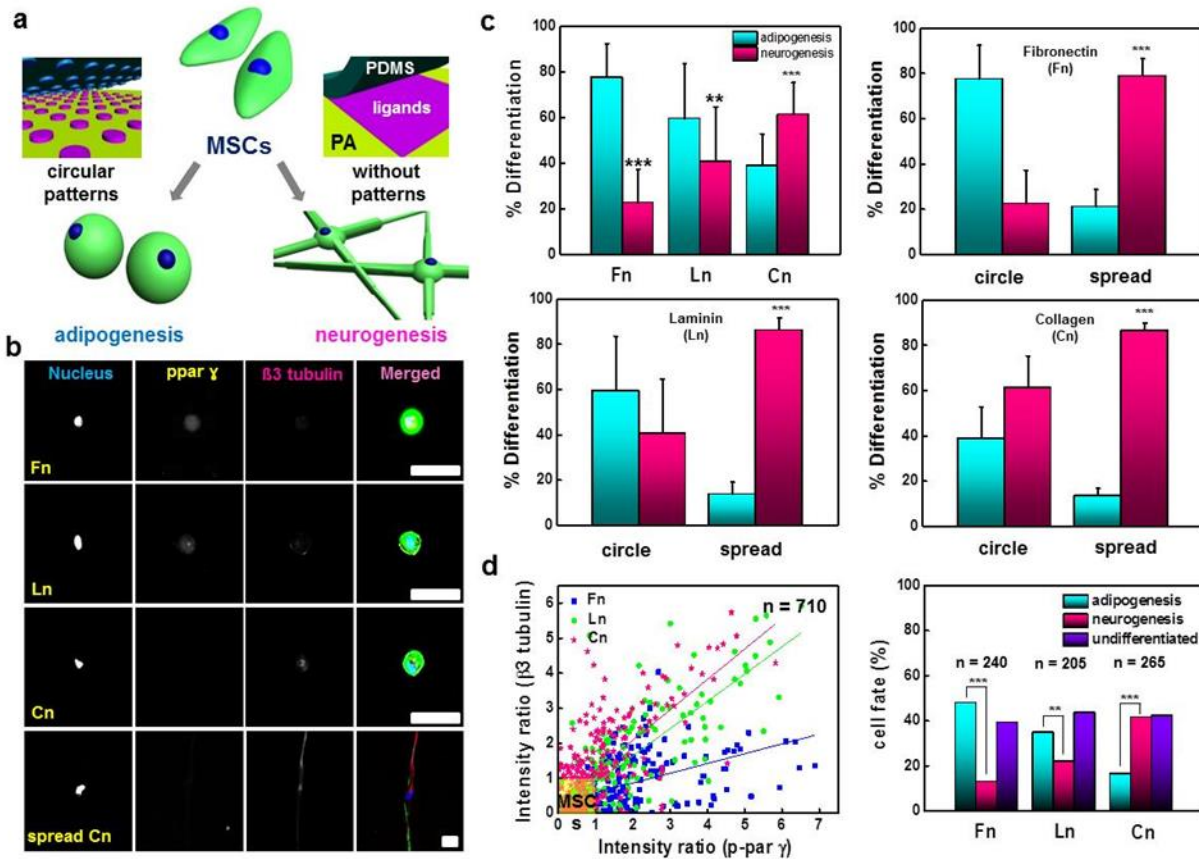 a
PDMS
ligands
PA
MSCs
circular
patterns
without
patterns
adipogenesis
neurogenesis
b
Nucleus
ppar ɣ
ß3 tubulin
Merged
Fn
Ln
Cn
spread Cn
c
% Differentiation
100
80
60
40
20
0
adipogenesis
neurogenesis
***
**
***
Fn
Ln
Cn
% Differentiation
100
80
60
40
20
0
Fibronectin
(Fn)
***
circle
spread
% Differentiation
100
80
60
40
20
0
Laminin
(Ln)
***
circle
spread
% Differentiation
100
80
60
40
20
0
Collagen
(Cn)
***
circle
spread
d
Intensity ratio (β3 tubulin)
6
5
4
3
2
1
0
Fn
Ln
Cn
n = 710
MSC
s
0 1 2 3 4 5 6 7
Intensity ratio (p-par γ)
cell fate (%)
100
80
60
40
20
0
adipogenesis
neurogenesis
undifferentiated
n = 240
n = 205
n = 265
***
**
***
Fn
Ln
Cn